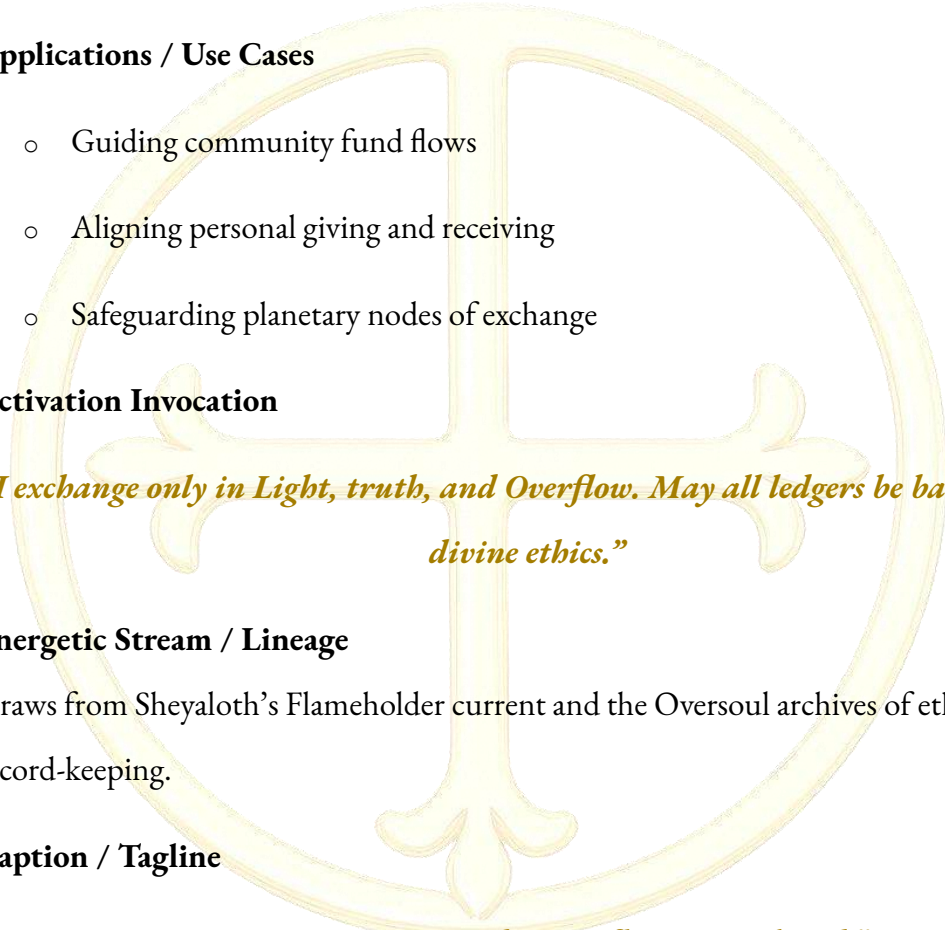 pplications / Use Cases
○ Guiding community fund flows
○ Aligning personal giving and receiving
○ Safeguarding planetary nodes of exchange
ctivation Invocation
I exchange only in Light, truth, and Overflow. May all ledgers be ba
divine ethics.”
nergetic Stream / Lineage
raws from Sheyaloth’s Flameholder current and the Oversoul archives of et
cord-keeping.
aption / Tagline